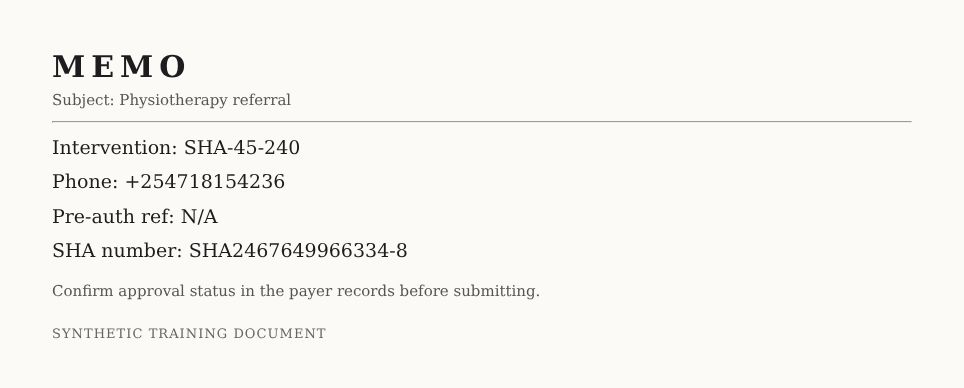 MEMO
Subject: Physiotherapy referral
Intervention: SHA-45-240
Phone: +254718154236
Pre-auth ref: N/A
SHA number: SHA2467649966334-8
Confirm approval status in the payer records before submitting.
SYNTHETIC TRAINING DOCUMENT